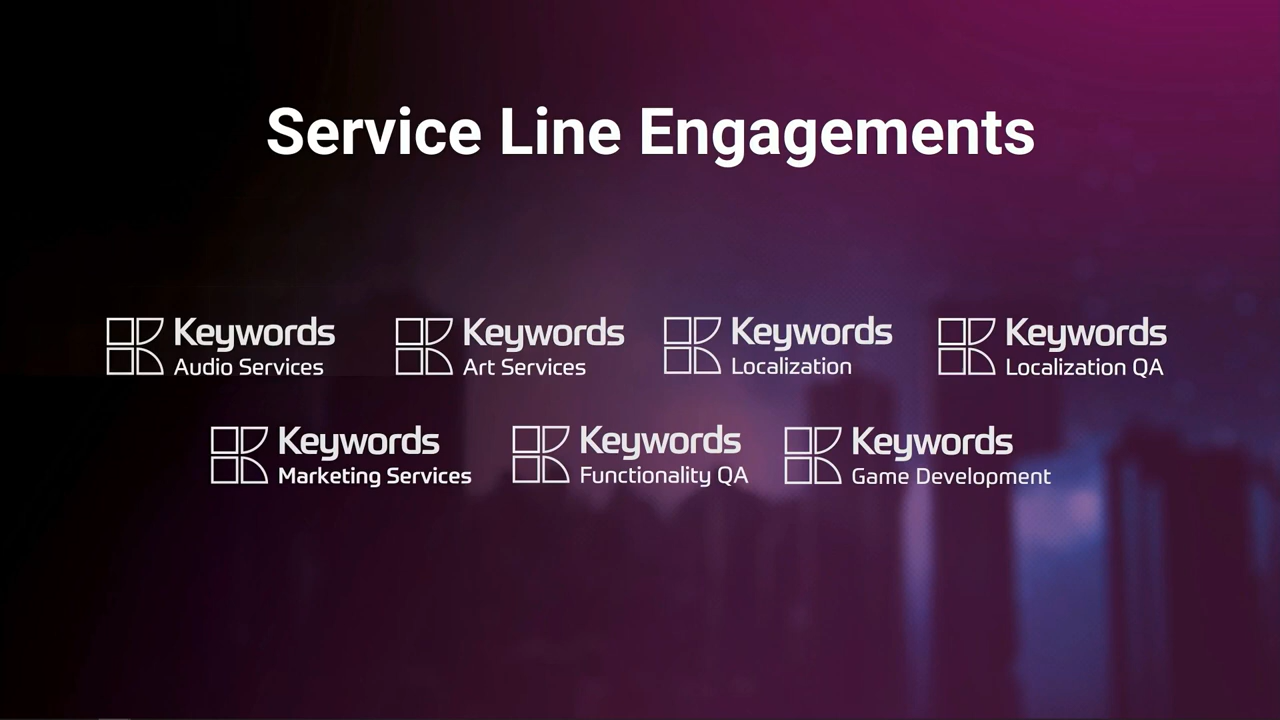 Service Line Engagements
Keywords
Audio Services
Keywords
Art Services
Keywords
Localization
Keywords
Localization QA
Keywords
Marketing Services
Keywords
Functionality QA
Keywords
Game Development